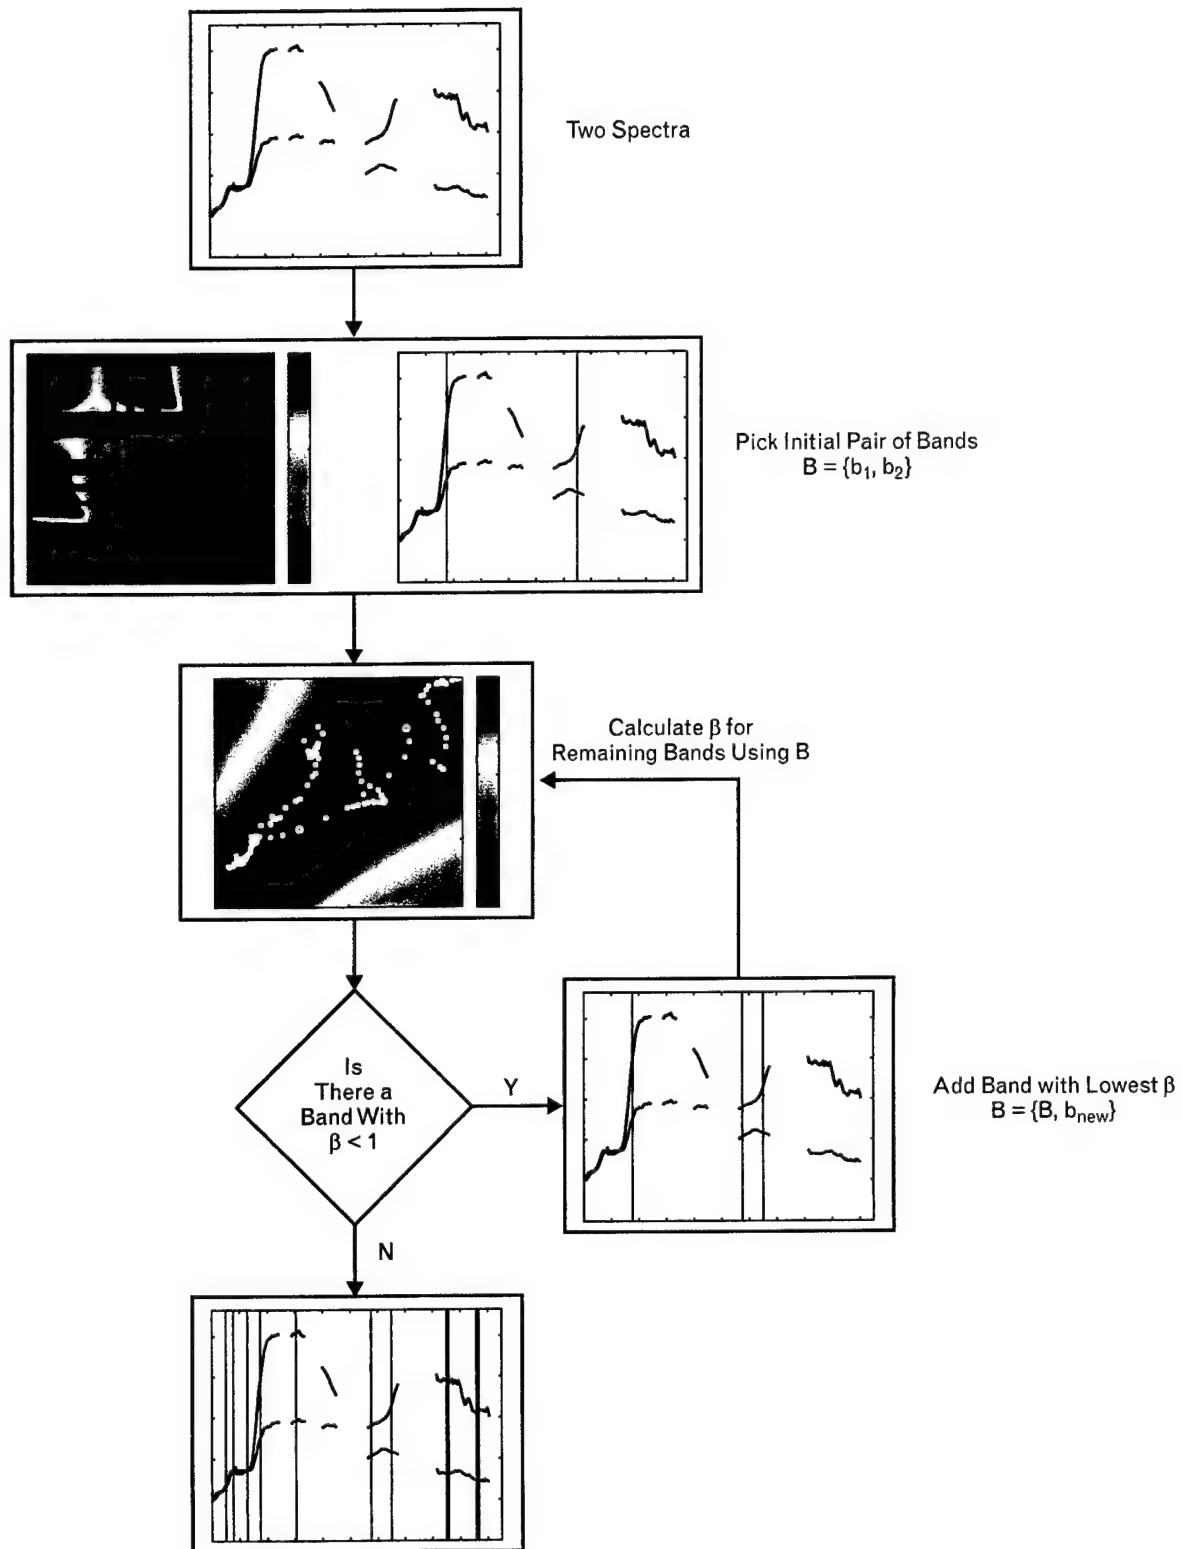 Two Spectra
Pick Initial Pair of Bands
B = {b₁, b₂}
Calculate β for
Remaining Bands Using B
Is
There a
Band With
β < 1
Y
Add Band with Lowest β
B = {B, bₙₑw}
N